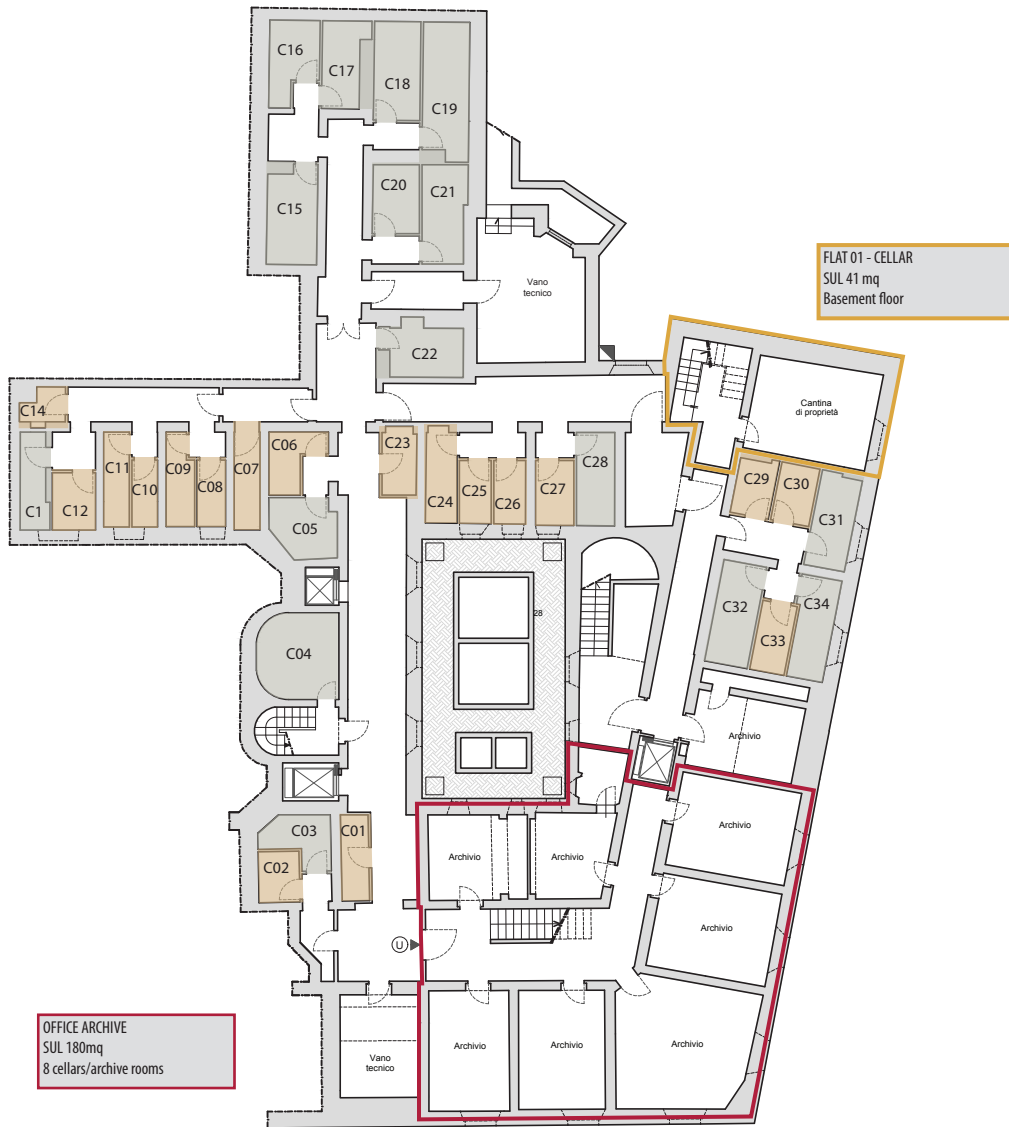 C16
C17
C18
C19
C20
C21
C15
Vano
tecnico
C22
FLAT 01 - CELLAR
SUL 41 mq
Basement floor
Cantina
di proprietà
C14
C11
C10
C09
C08
C07
C06
C23
C24
C25
C26
C27
C28
C29
C30
C31
C1
C12
C05
C32
C33
C34
28
C04
Archivio
C03
C02
C01
Archivio
Archivio
Archivio
Archivio
U
Archivio
Archivio
Archivio
Vano
tecnico
OFFICE ARCHIVE
SUL 180mq
8 cellars/archive rooms